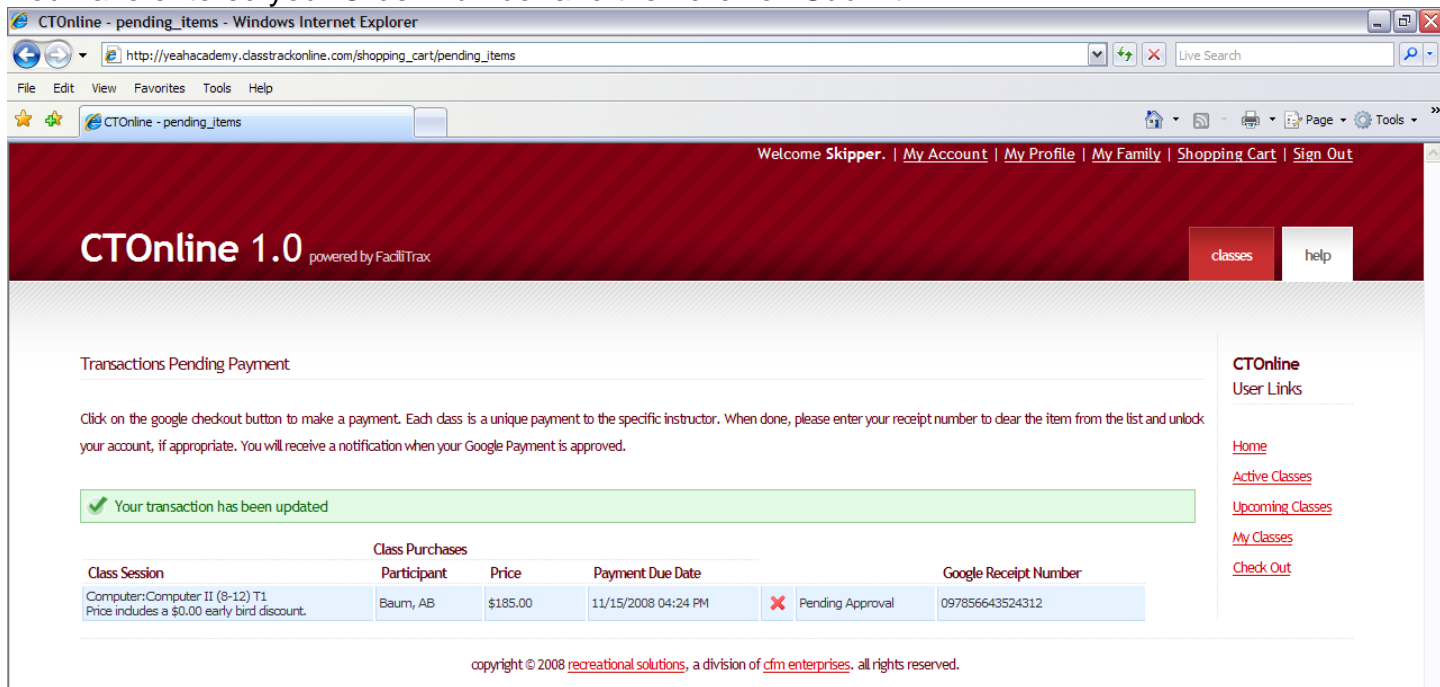 CTOnline - pending_items - Windows Internet Explorer
http://yeahacademy.classtrackonline.com/shopping_cart/pending_items
Live Search
File Edit View Favorites Tools Help
CTOnline - pending_items
Page Tools
Welcome Skipper. | My Account | My Profile | My Family | Shopping Cart | Sign Out
CTOnline 1.0 powered by FaciliTrax
classes help
Transactions Pending Payment
Click on the google checkout button to make a payment. Each class is a unique payment to the specific instructor. When done, please enter your receipt number to clear the item from the list and unlock
your account, if appropriate. You will receive a notification when your Google Payment is approved.
Your transaction has been updated
Class Purchases
Class Session Participant Price Payment Due Date Google Receipt Number
Computer:Computer II (8-12) T1
Price includes a $0.00 early bird discount.
Baum, AB $185.00 11/15/2008 04:24 PM Pending Approval 097856643524312
CTOnline
User Links
Home
Active Classes
Upcoming Classes
My Classes
Check Out
copyright © 2008 recreational solutions, a division of cfm enterprises. all rights reserved.